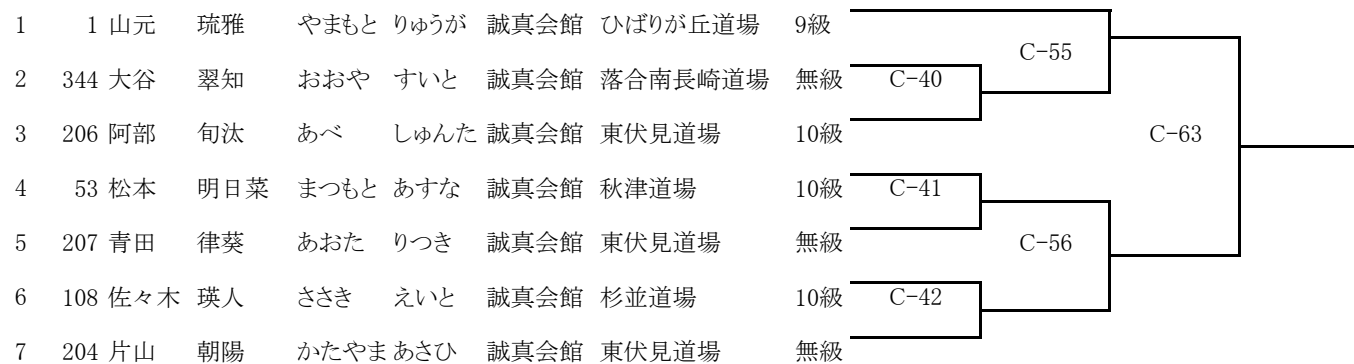 1 1 山元 琉雅 やまもと りゅうが 誠真会館 ひばりが丘道場 9級
C-55
2 344 大谷 翠知 おおや すいと 誠真会館 落合南長崎道場 無級 C-40
3 206 阿部 旬汰 あべ しゅんた 誠真会館 東伏見道場 10級 C-63
4 53 松本 明日菜 まつもと あすな 誠真会館 秋津道場 10級 C-41
5 207 青田 律葵 あおた りつき 誠真会館 東伏見道場 無級 C-56
6 108 佐々木 瑛人 ささき えいと 誠真会館 杉並道場 10級 C-42
7 204 片山 朝陽 かたやま あさひ 誠真会館 東伏見道場 無級